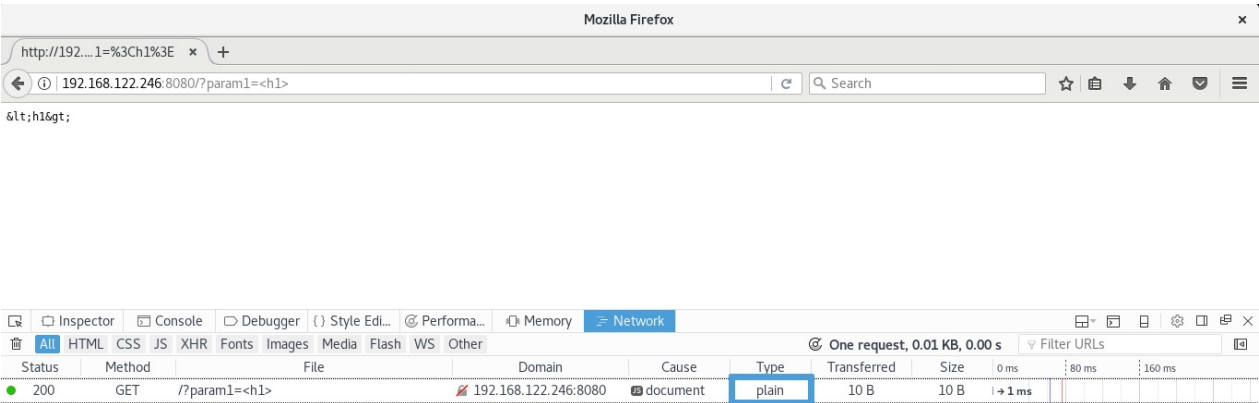 Mozilla Firefox ×
http://192.... 1=%3Ch1%3E × +
192.168.122.246:8080/?param1=<h1> Search
&lt;h1&gt;
Inspector Console Debugger {} Style Edi... Performa... Memory Network
All HTML CSS JS XHR Fonts Images Media Flash WS Other One request, 0.01 KB, 0.00 s Filter URLs
Status Method File Domain Cause Type Transferred Size 0 ms 80 ms 160 ms
200 GET /?param1=<h1> 192.168.122.246:8080 JS document plain 10 B 10 B → 1 ms